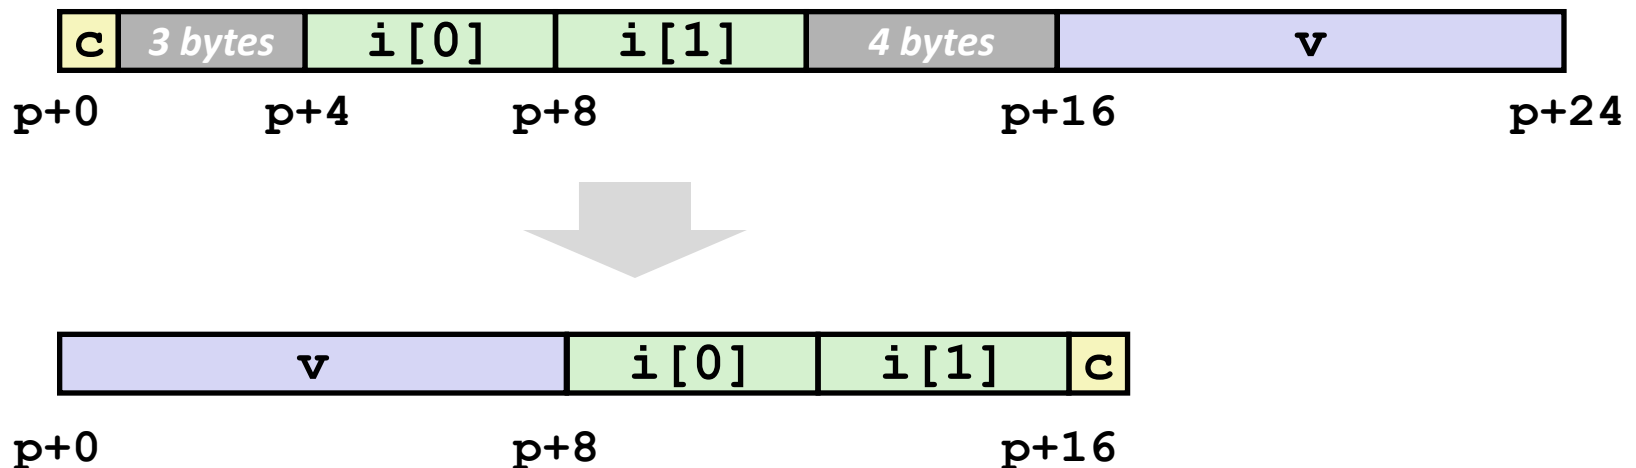 c 3 bytes i[0] i[1] 4 bytes v
p+0 p+4 p+8 p+16 p+24
v i[0] i[1] c
p+0 p+8 p+16